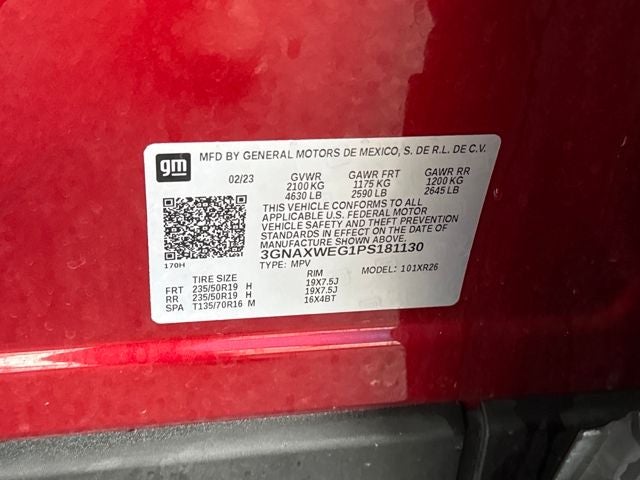 gm MFD BY GENERAL MOTORS DE MEXICO, S. DE R.L. DE C.V.
02/23 GVWR GAWR FRT GAWR RR
2100 KG 1175 KG 1200 KG
4630 LB 2590 LB 2645 LB
THIS VEHICLE CONFORMS TO ALL
APPLICABLE U.S. FEDERAL MOTOR
VEHICLE SAFETY AND THEFT PREVENTION
STANDARDS IN EFFECT ON THE DATE OF
MANUFACTURE SHOWN ABOVE.
3GNAXWEG1PS181130
170H TYPE: MPV MODEL: 101XR26
TIRE SIZE RIM
FRT 235/50R19 H 19X7.5J
RR 235/50R19 H 19X7.5J
SPA T135/70R16 M 16X4BT